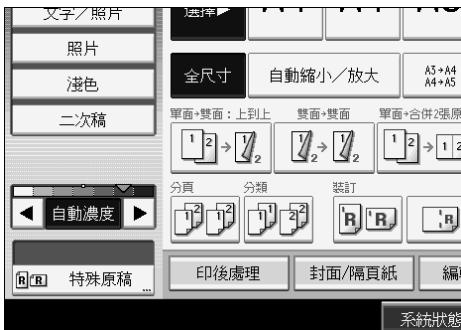 文字／照片
照片
淺色
二次稿
自動濃度
特殊原稿
選擇▶
全尺寸
自動縮小／放大
A3→A4
A4→A5
單面→雙面：上到上
雙面→雙面
單面→合併2張原
分頁
分類
裝訂
印後處理
封面/隔頁紙
系統狀態